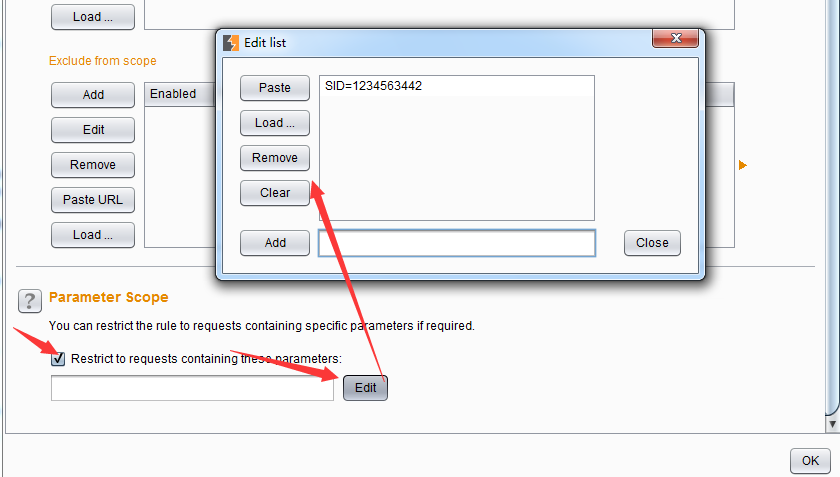 Load ...
Exclude from scope
Add
Enabled
Edit
Remove
Paste URL
Load ...
Edit list
Paste
SID=1234563442
Load ...
Remove
Clear
Add
Close
?
Parameter Scope
You can restrict the rule to requests containing specific parameters if required.
Restrict to requests containing these parameters:
Edit
OK